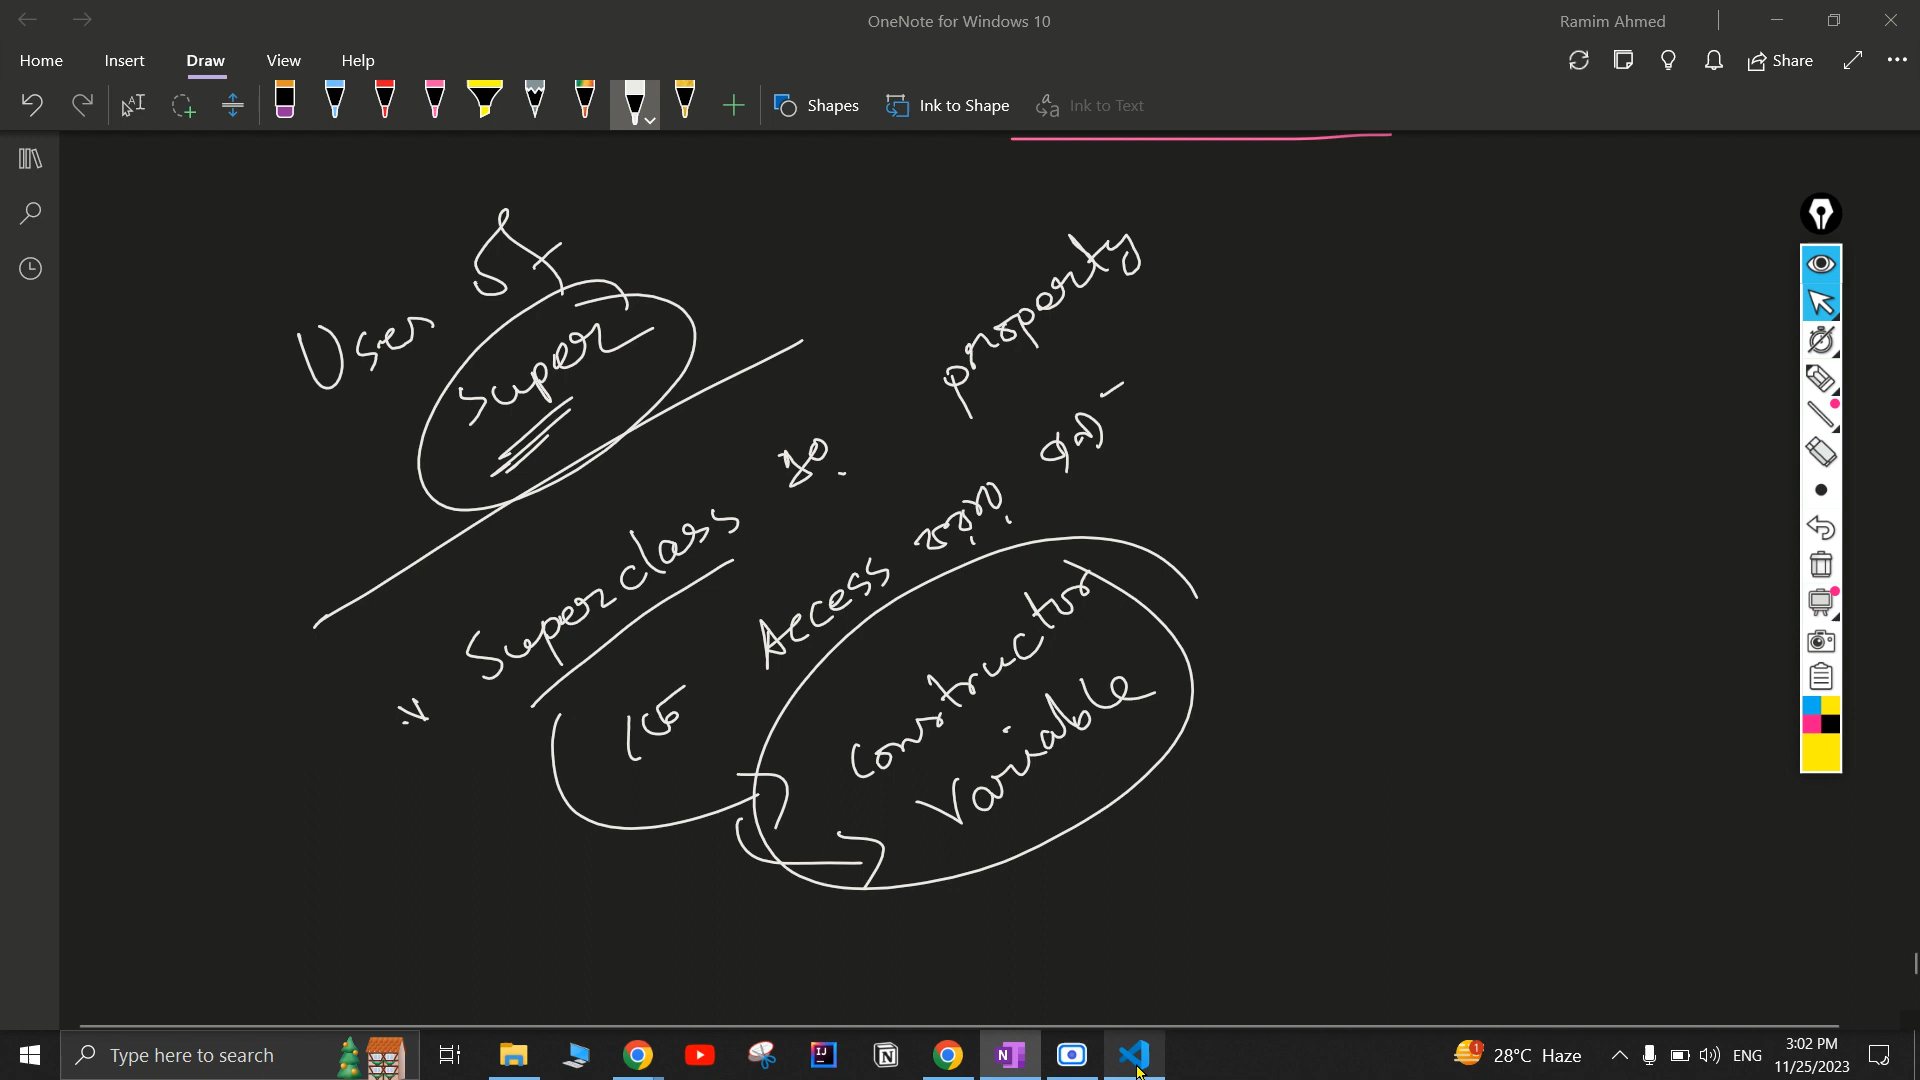 OneNote for Windows 10
Ramim Ahmed
Home Insert Draw View Help
Share
Shapes Ink to Shape Ink to Text
User
super
property
Superclass
Access
Constructor
Variable
Type here to search
28°C Haze
ENG
3:02 PM
11/25/2023